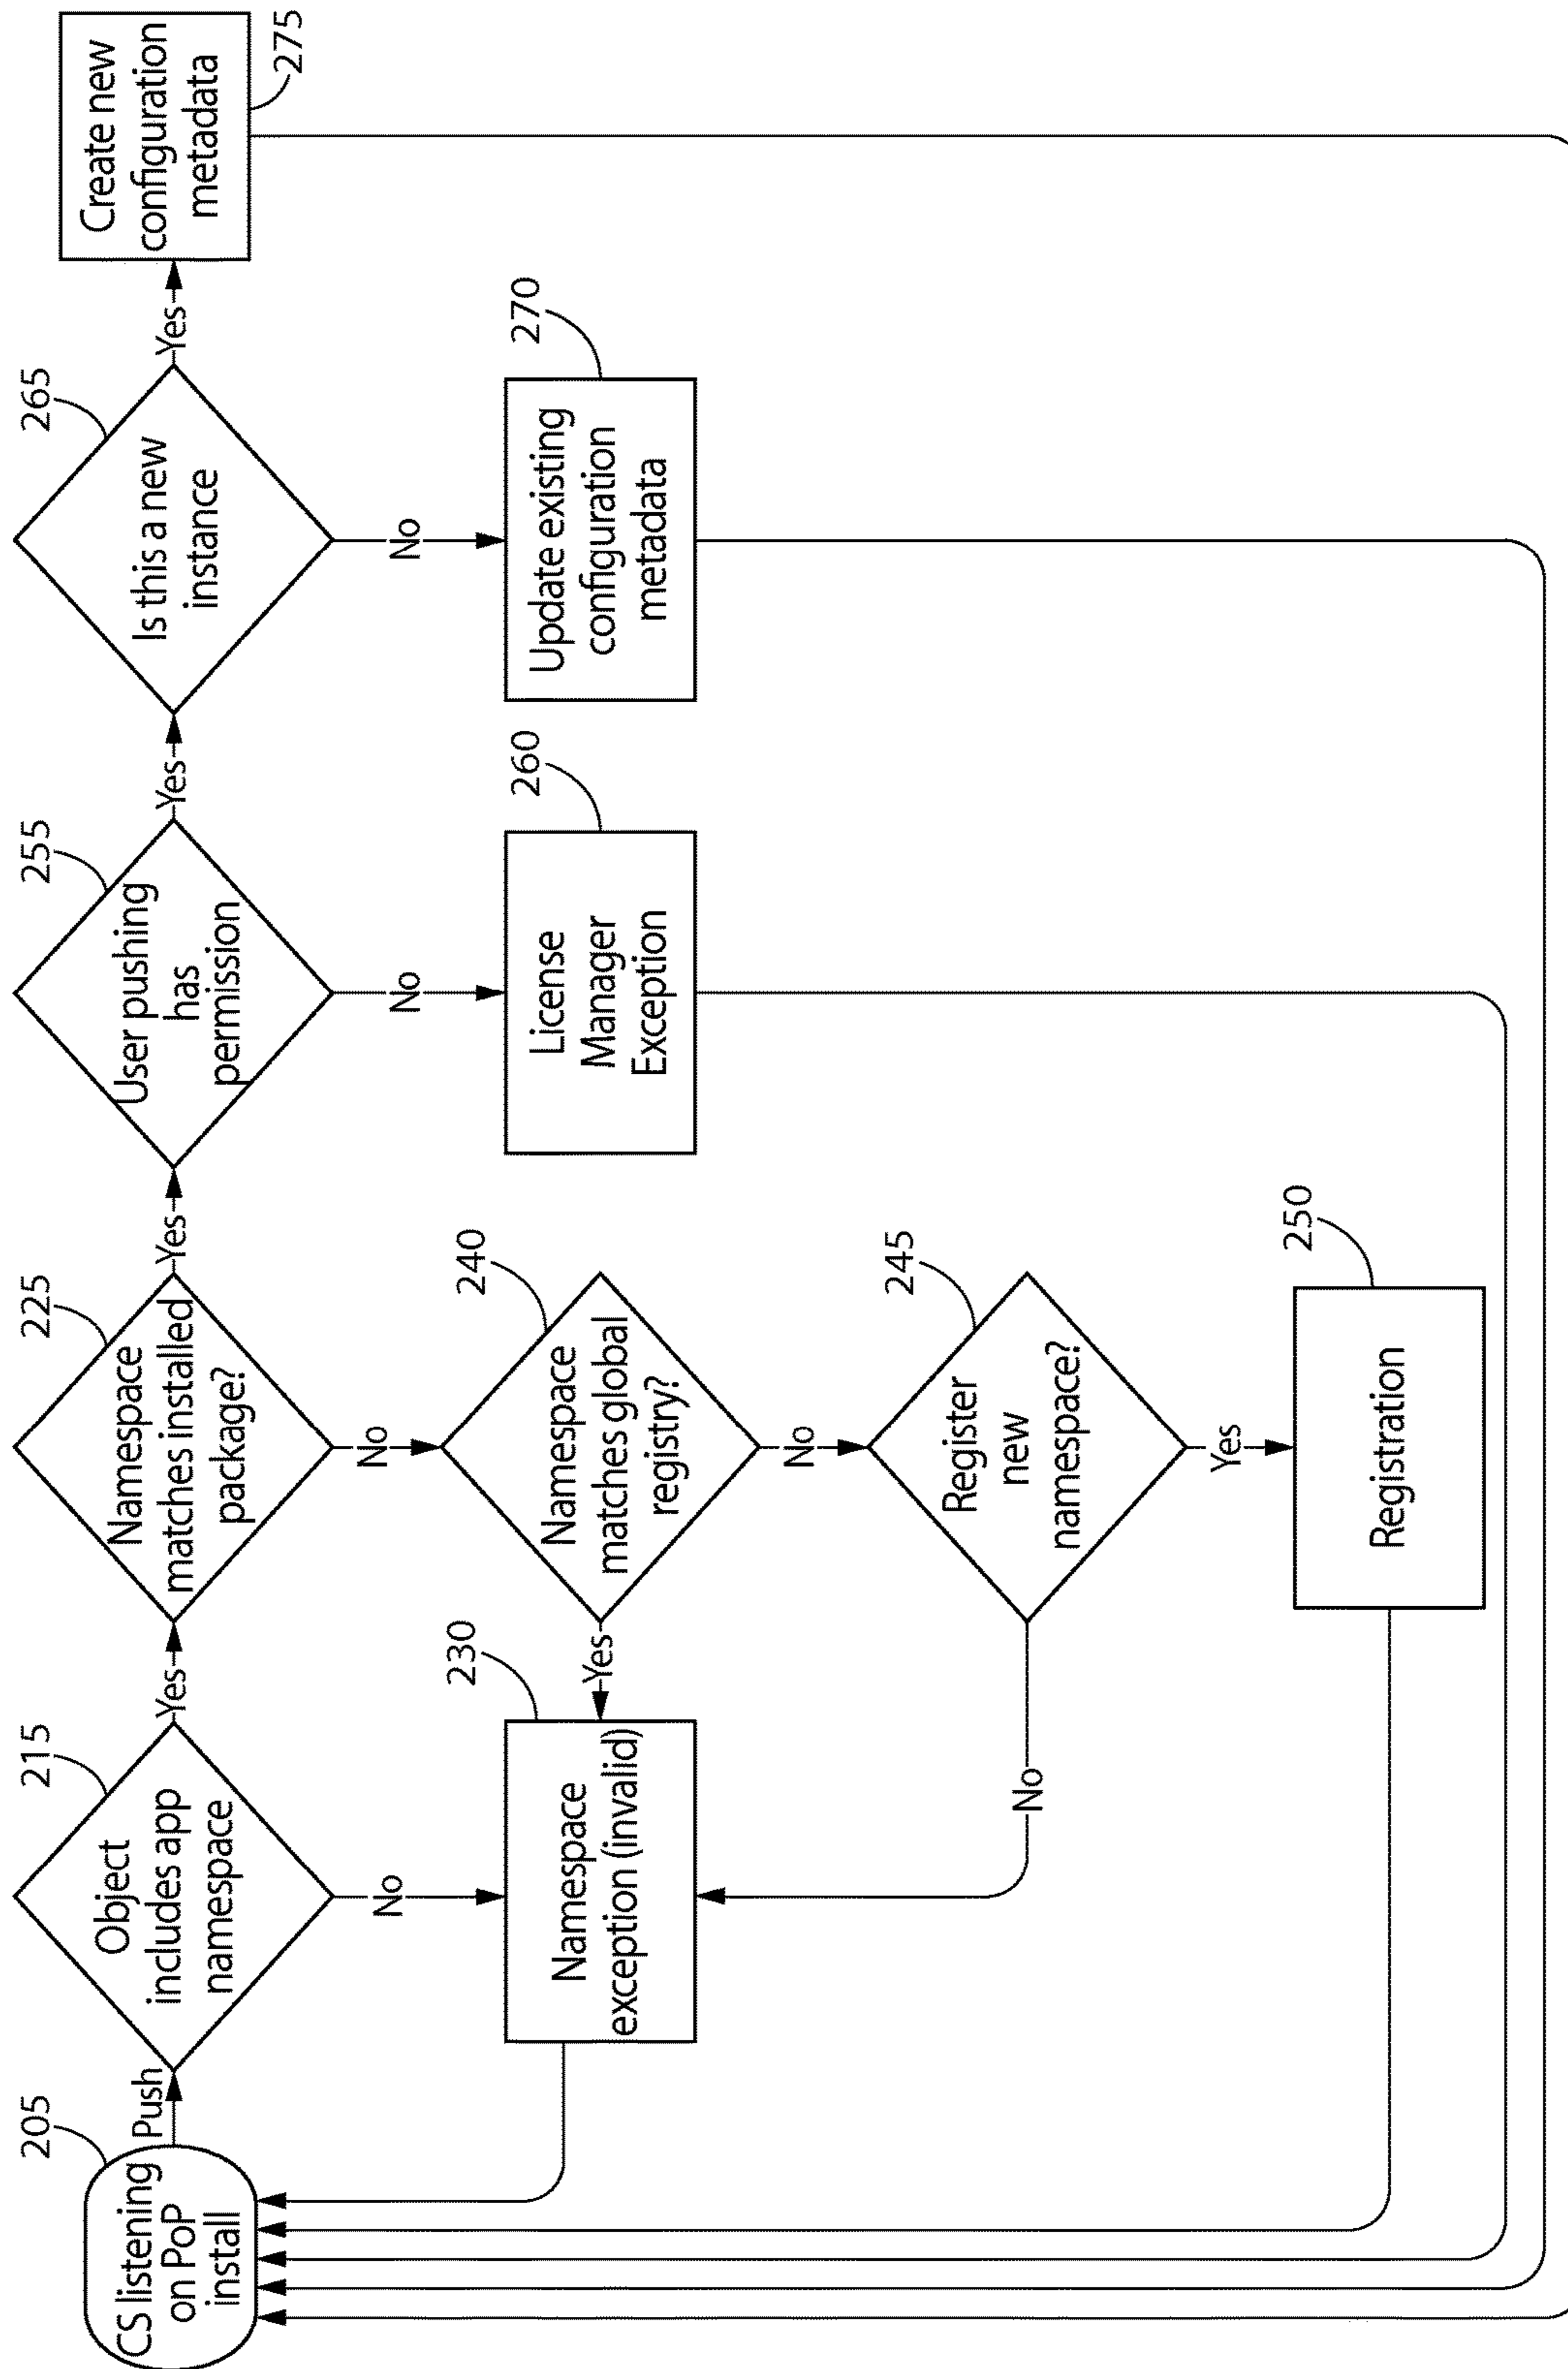 205
CS listening
on PoP
install
Push
215
Object
includes app
namespace
Yes
No
225
Namespace
matches installed
package?
Yes
No
255
User pushing
has
permission
Yes
No
265
Is this a new
instance
Yes
No
Create new
configuration
metadata
275
230
Namespace
exception (invalid)
Yes
240
Namespace
matches global
registry?
No
260
License
Manager
Exception
270
Update existing
configuration
metadata
245
Register
new
namespace?
No
Yes
250
Registration